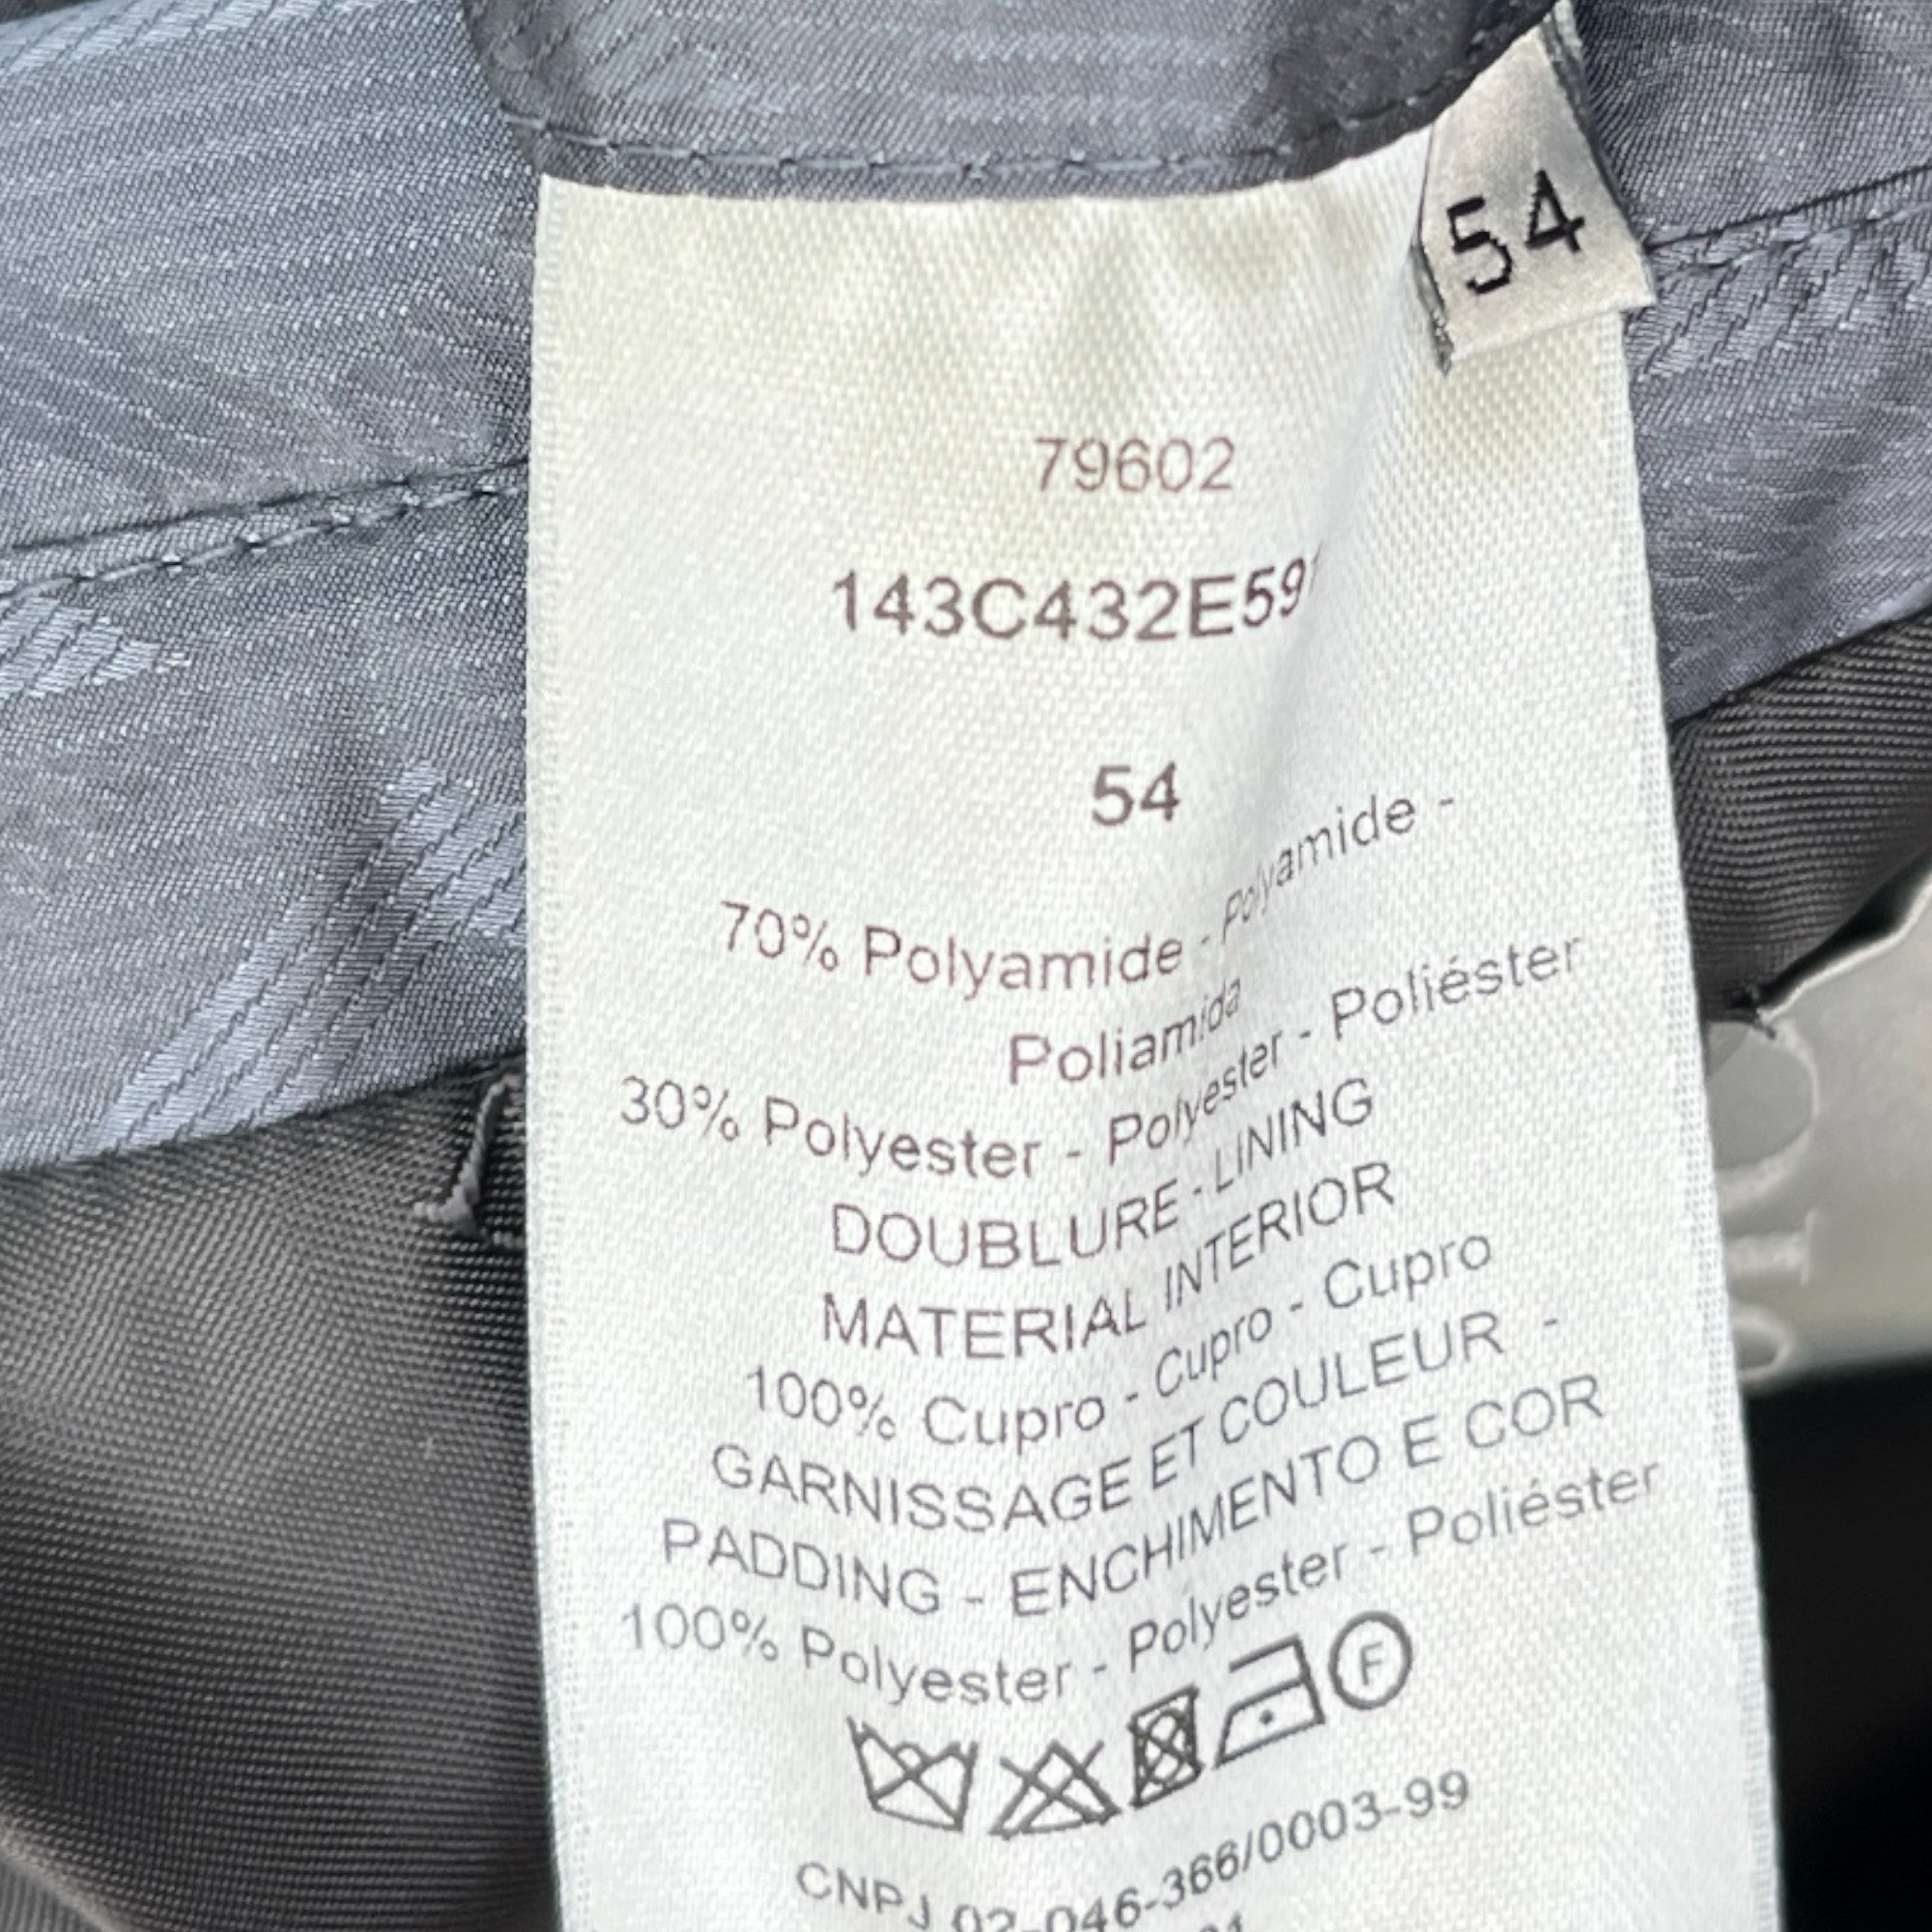 54
79602
143C432E59
54
70% Polyamide - Polyamide -
Poliamida
30% Polyester - Polyester - Poliéster
DOUBLURE - LINING
MATERIAL INTERIOR
100% Cupro - Cupro - Cupro
GARNISSAGE ET COULEUR -
PADDING - ENCHIMENTO E COR
100% Polyester - Polyester - Poliéster
F
CNPJ 02-046-366/0003-99